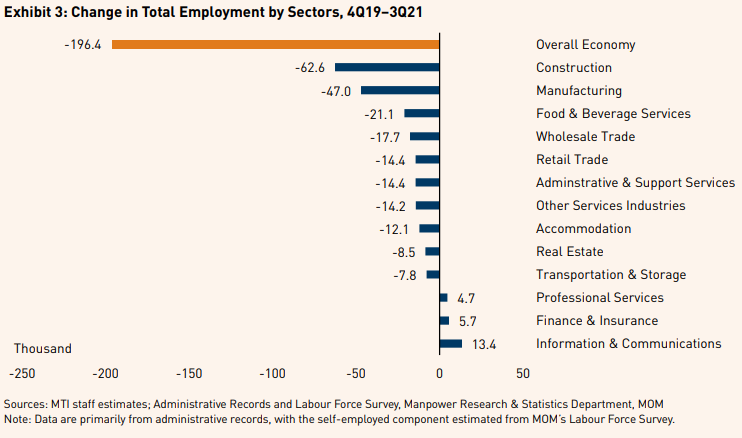 Exhibit 3: Change in Total Employment by Sectors, 4Q19–3Q21
-196.4 Overall Economy
-62.6 Construction
-47.0 Manufacturing
-21.1 Food & Beverage Services
-17.7 Wholesale Trade
-14.4 Retail Trade
-14.4 Adminstrative & Support Services
-14.2 Other Services Industries
-12.1 Accommodation
-8.5 Real Estate
-7.8 Transportation & Storage
4.7 Professional Services
5.7 Finance & Insurance
13.4 Information & Communications
Thousand
-250 -200 -150 -100 -50 0 50
Sources: MTI staff estimates; Administrative Records and Labour Force Survey, Manpower Research & Statistics Department, MOM
Note: Data are primarily from administrative records, with the self-employed component estimated from MOM's Labour Force Survey.